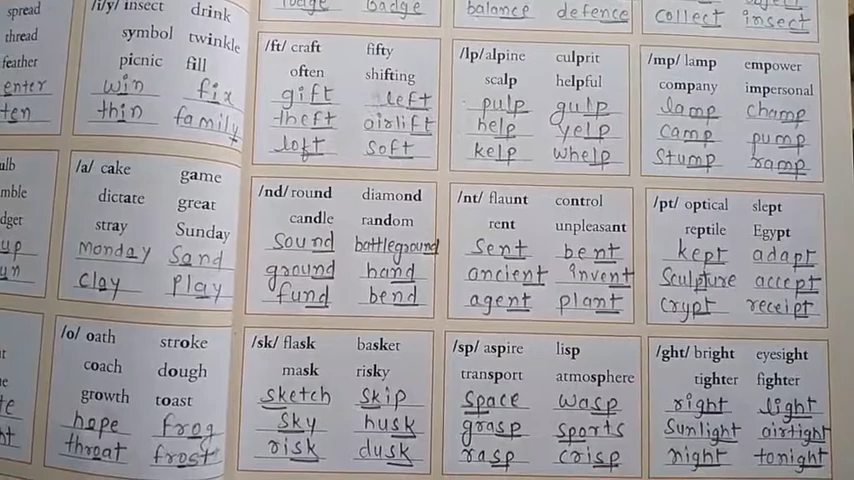 spread
thread
feather
enter
ten
/i/y/ insect drink
symbol twinkle
picnic fill
win fix
thin family
badge
balance defence
collect insect
/ft/ craft fifty
often shifting
gift left
theft airlift
loft soft
/lp/ alpine culprit
scalp helpful
pulp gulp
help yelp
kelp whelp
/mp/ lamp empower
company impersonal
lamp champ
camp pump
stump ramp
/a/ cake game
dictate great
stray Sunday
Monday Sand
clay play
/nd/ round diamond
candle random
Sound battleground
ground hand
fund bend
/nt/ flaunt control
rent unpleasant
Sent bent
ancient invent
agent plant
/pt/ optical slept
reptile Egypt
kept adapt
Sculpture accept
crypt receipt
/o/ oath stroke
coach dough
growth toast
hope frog
throat frost
/sk/ flask basket
mask risky
sketch Skip
Sky husk
risk dusk
/sp/ aspire lisp
transport atmosphere
Space wasp
grasp sports
rasp crisp
/ght/ bright eyesight
tighter fighter
right light
Sunlight airtight
night tonight